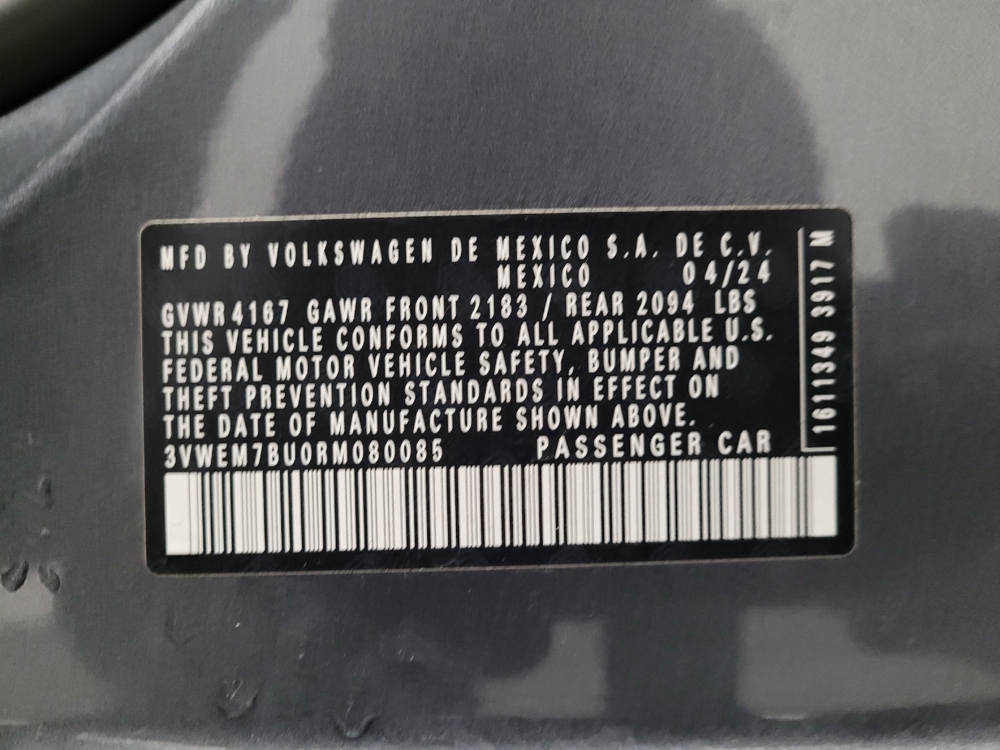 MFD BY VOLKSWAGEN DE MEXICO S.A. DE C.V.
MEXICO 04/24
GVWR 4167 GAWR FRONT 2183 / REAR 2094 LBS
THIS VEHICLE CONFORMS TO ALL APPLICABLE U.S.
FEDERAL MOTOR VEHICLE SAFETY, BUMPER AND
THEFT PREVENTION STANDARDS IN EFFECT ON
THE DATE OF MANUFACTURE SHOWN ABOVE.
3VWEM7BU0RM080085 PASSENGER CAR
1611349 3917 M